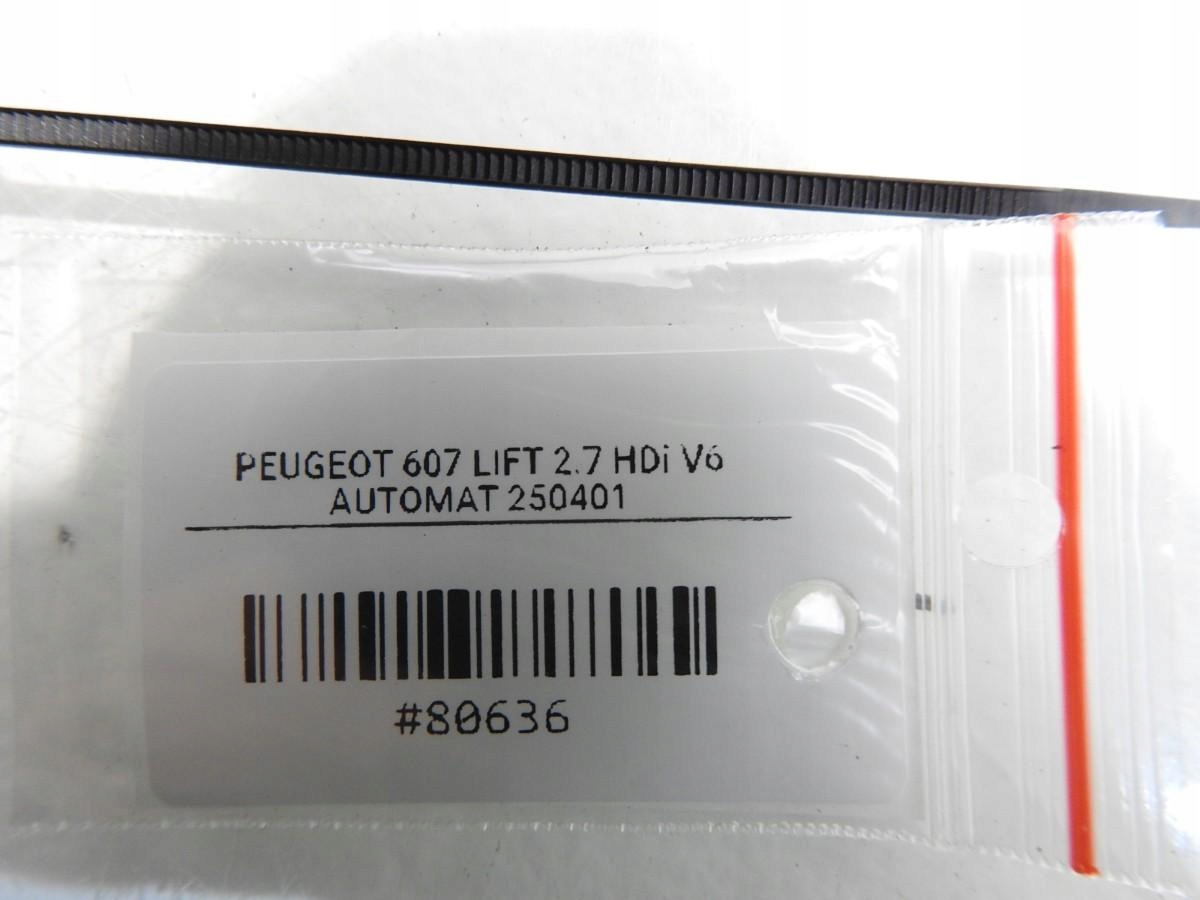 PEUGEOT 607 LIFT 2.7 HDi V6
AUTOMAT 250401
#80636